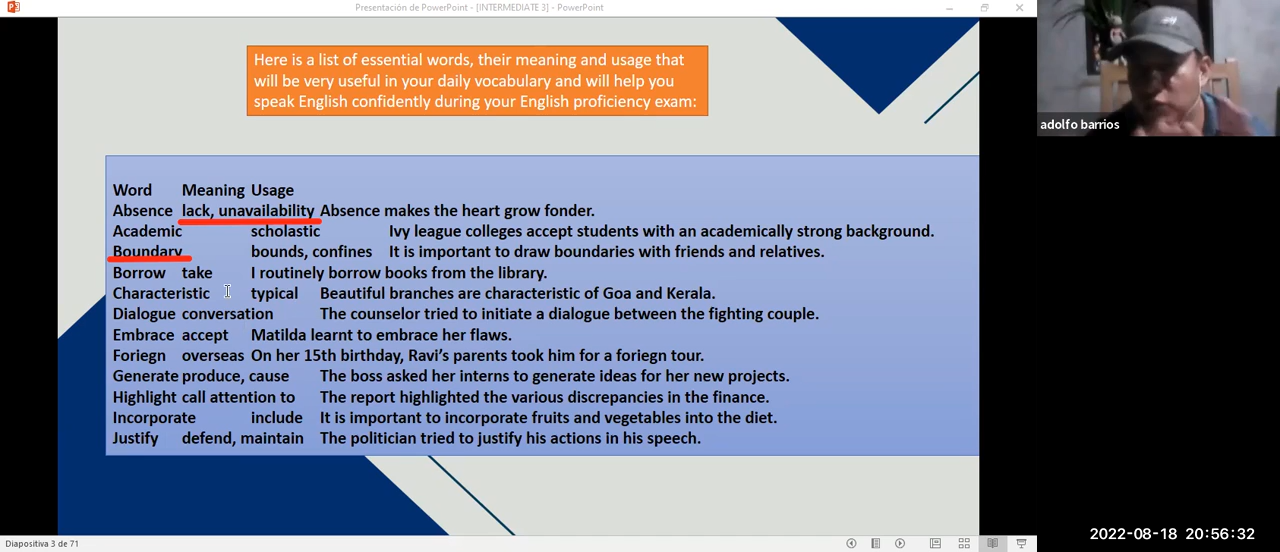 Presentación de PowerPoint - [INTERMEDIATE 3] - PowerPoint
Here is a list of essential words, their meaning and usage that
will be very useful in your daily vocabulary and will help you
speak English confidently during your English proficiency exam:
adolfo barrios
Word Meaning Usage
Absence lack, unavailability Absence makes the heart grow fonder.
Academic scholastic Ivy league colleges accept students with an academically strong background.
Boundary bounds, confines It is important to draw boundaries with friends and relatives.
Borrow take I routinely borrow books from the library.
Characteristic typical Beautiful branches are characteristic of Goa and Kerala.
Dialogue conversation The counselor tried to initiate a dialogue between the fighting couple.
Embrace accept Matilda learnt to embrace her flaws.
Foriegn overseas On her 15th birthday, Ravi's parents took him for a foriegn tour.
Generate produce, cause The boss asked her interns to generate ideas for her new projects.
Highlight call attention to The report highlighted the various discrepancies in the finance.
Incorporate include It is important to incorporate fruits and vegetables into the diet.
Justify defend, maintain The politician tried to justify his actions in his speech.
Diapositiva 3 de 71
2022-08-18 20:56:32